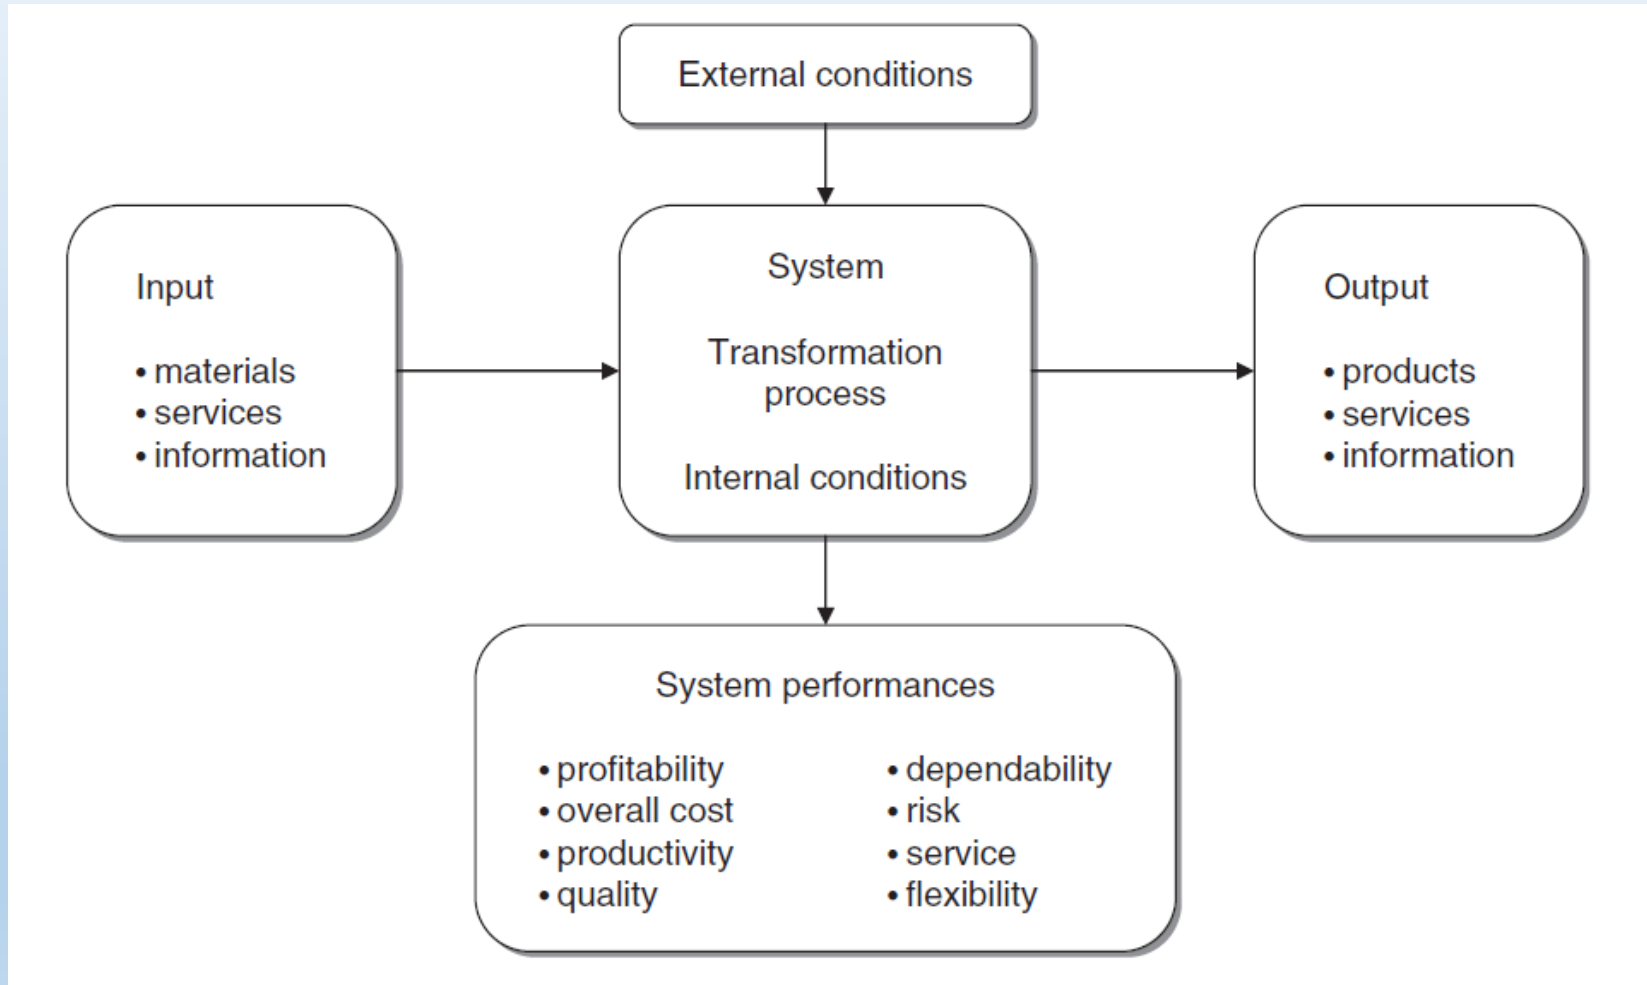 External conditions
Input
• materials
• services
• information
System
Transformation
process
Internal conditions
Output
• products
• services
• information
System performances
• profitability
• overall cost
• productivity
• quality
• dependability
• risk
• service
• flexibility